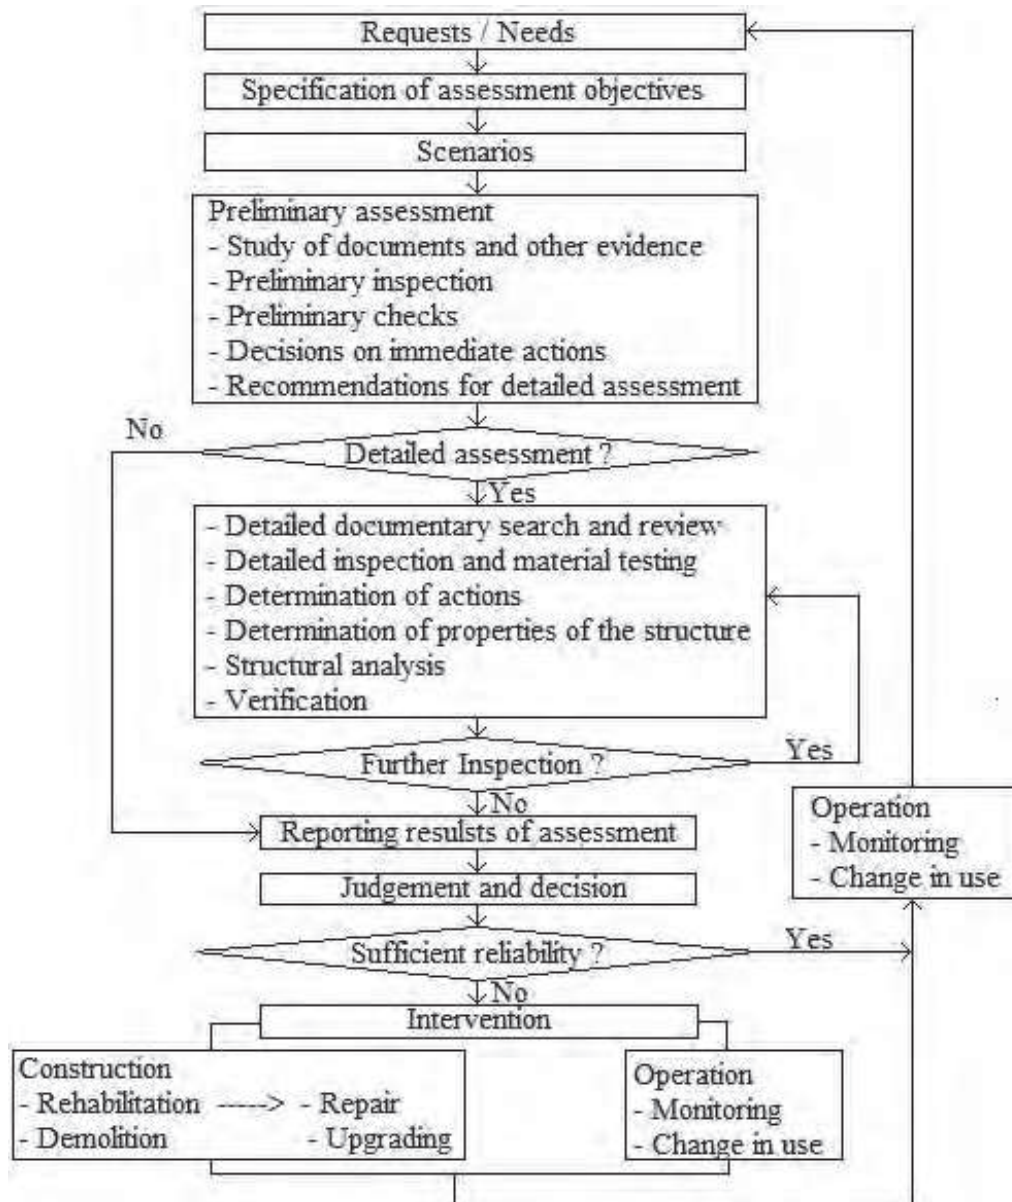 Requests / Needs
Specification of assessment objectives
Scenarios
Preliminary assessment
- Study of documents and other evidence
- Preliminary inspection
- Preliminary checks
- Decisions on immediate actions
- Recommendations for detailed assessment
No
Detailed assessment ?
Yes
- Detailed documentary search and review
- Detailed inspection and material testing
- Determination of actions
- Determination of properties of the structure
- Structural analysis
- Verification
Further Inspection ?
Yes
No
Reporting resulsts of assessment
Judgement and decision
Sufficient reliability ?
Yes
No
Operation
- Monitoring
- Change in use
Intervention
Construction
- Rehabilitation -----> - Repair
- Demolition - Upgrading
Operation
- Monitoring
- Change in use